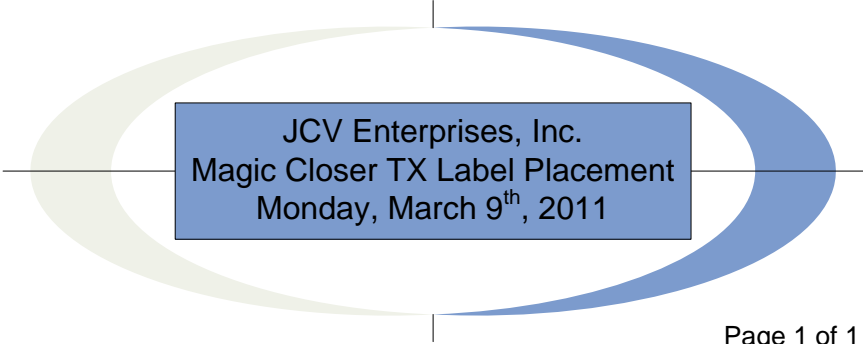 JCV Enterprises, Inc.
Magic Closer TX Label Placement
Monday, March 9th, 2011
Page 1 of 1